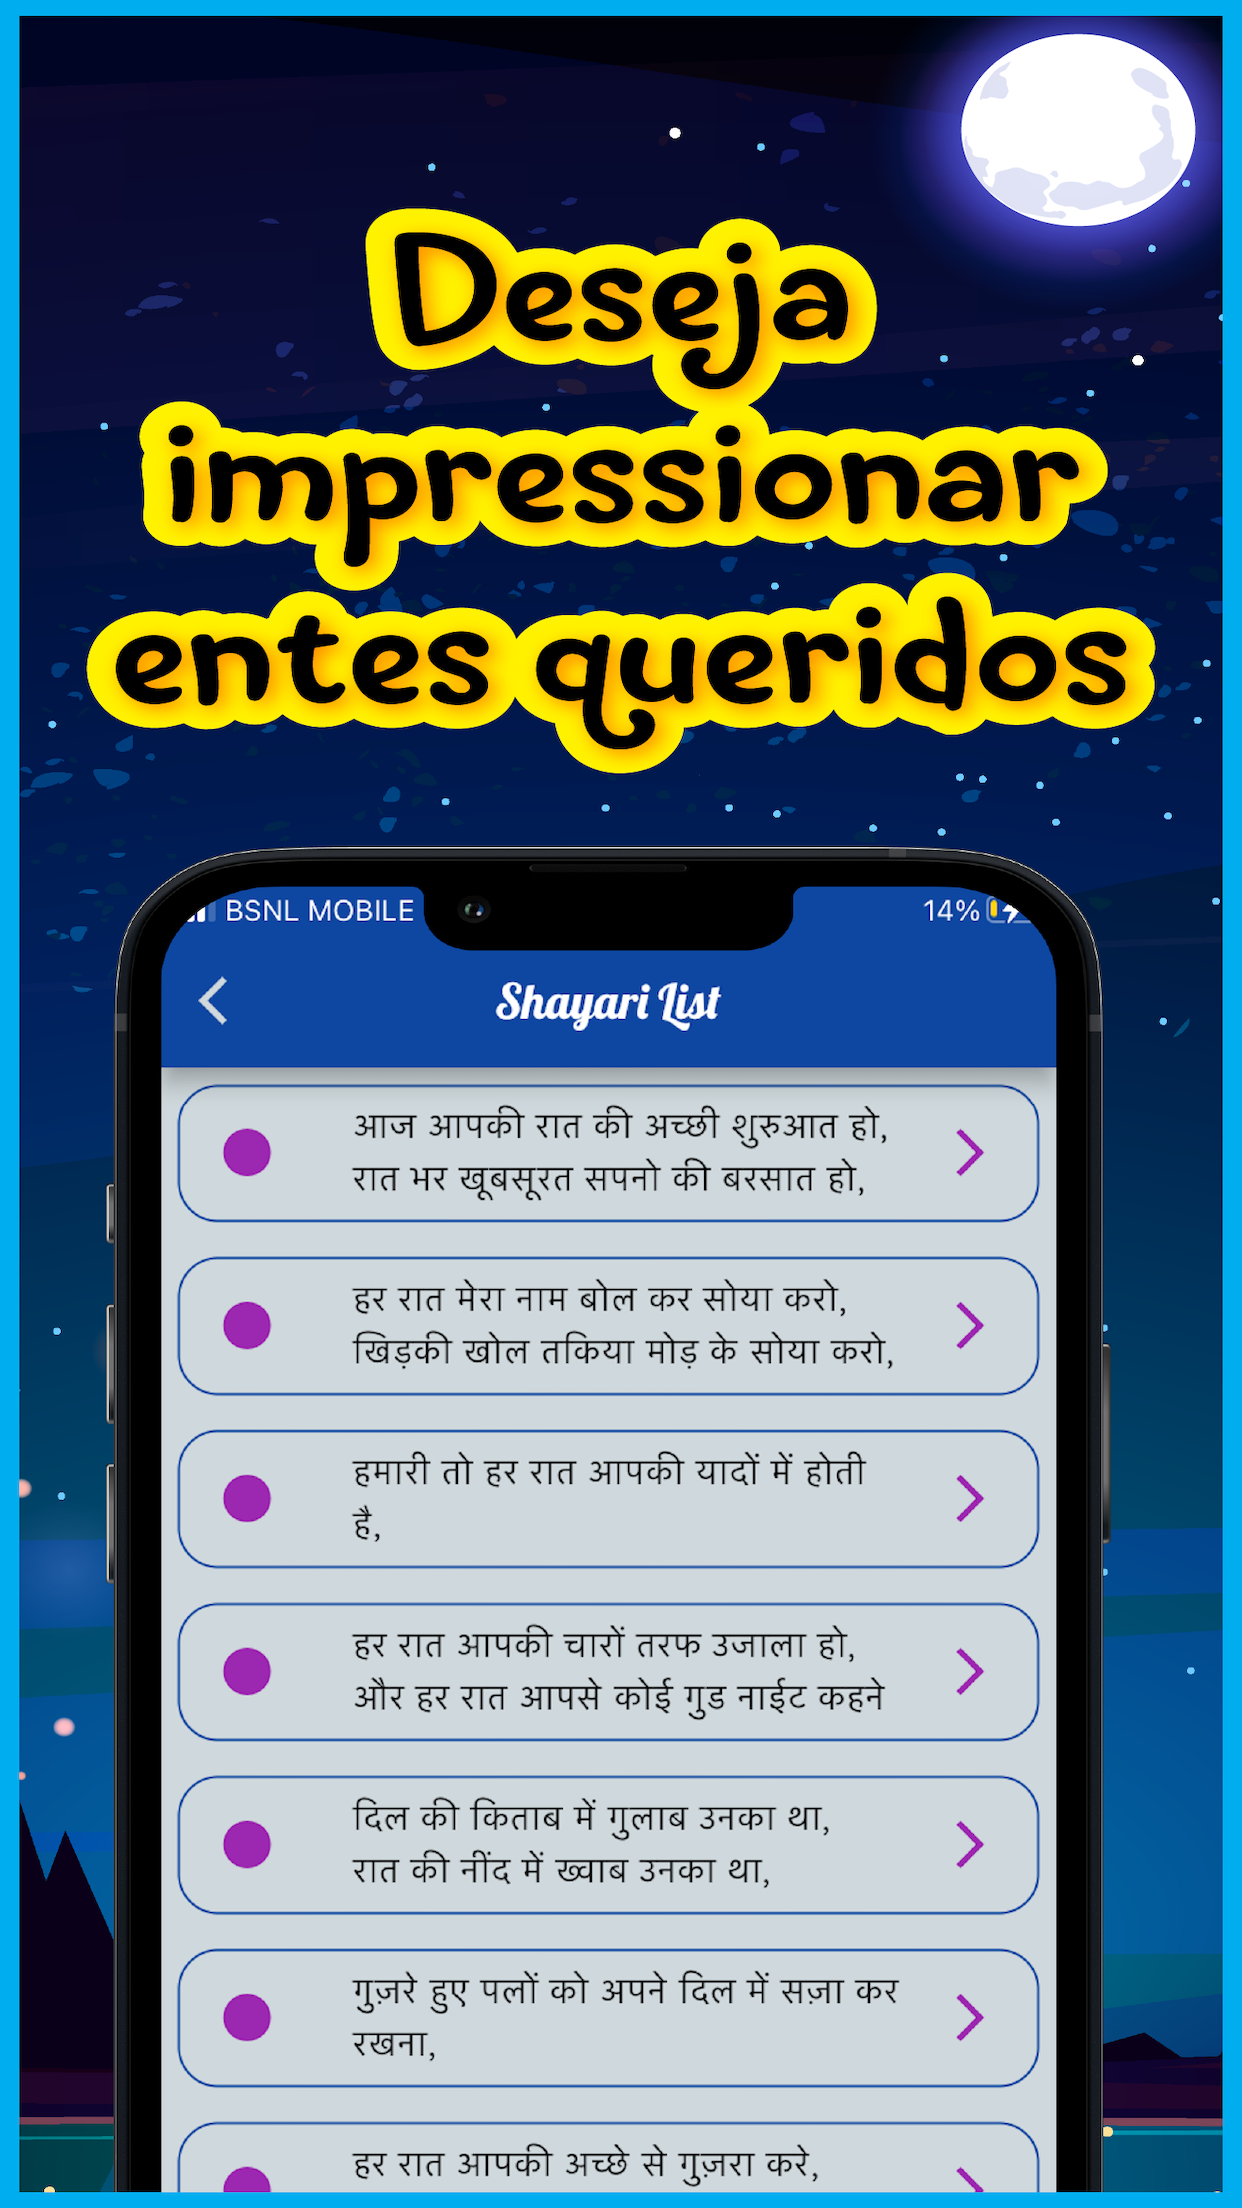 Deseja
impressionar
entes queridos
BSNL MOBILE
14%
Shayari List
आज आपकी रात की अच्छी शुरुआत हो,
रात भर खूबसूरत सपनो की बरसात हो,
हर रात मेरा नाम बोल कर सोया करो,
खिड़की खोल तकिया मोड़ के सोया करो,
हमारी तो हर रात आपकी यादों में होती
है,
हर रात आपकी चारों तरफ उजाला हो,
और हर रात आपसे कोई गुड नाईट कहने
दिल की किताब में गुलाब उनका था,
रात की नींद में ख्वाब उनका था,
गुज़रे हुए पलों को अपने दिल में सज़ा कर
रखना,
हर रात आपकी अच्छे से गुज़रा करे,